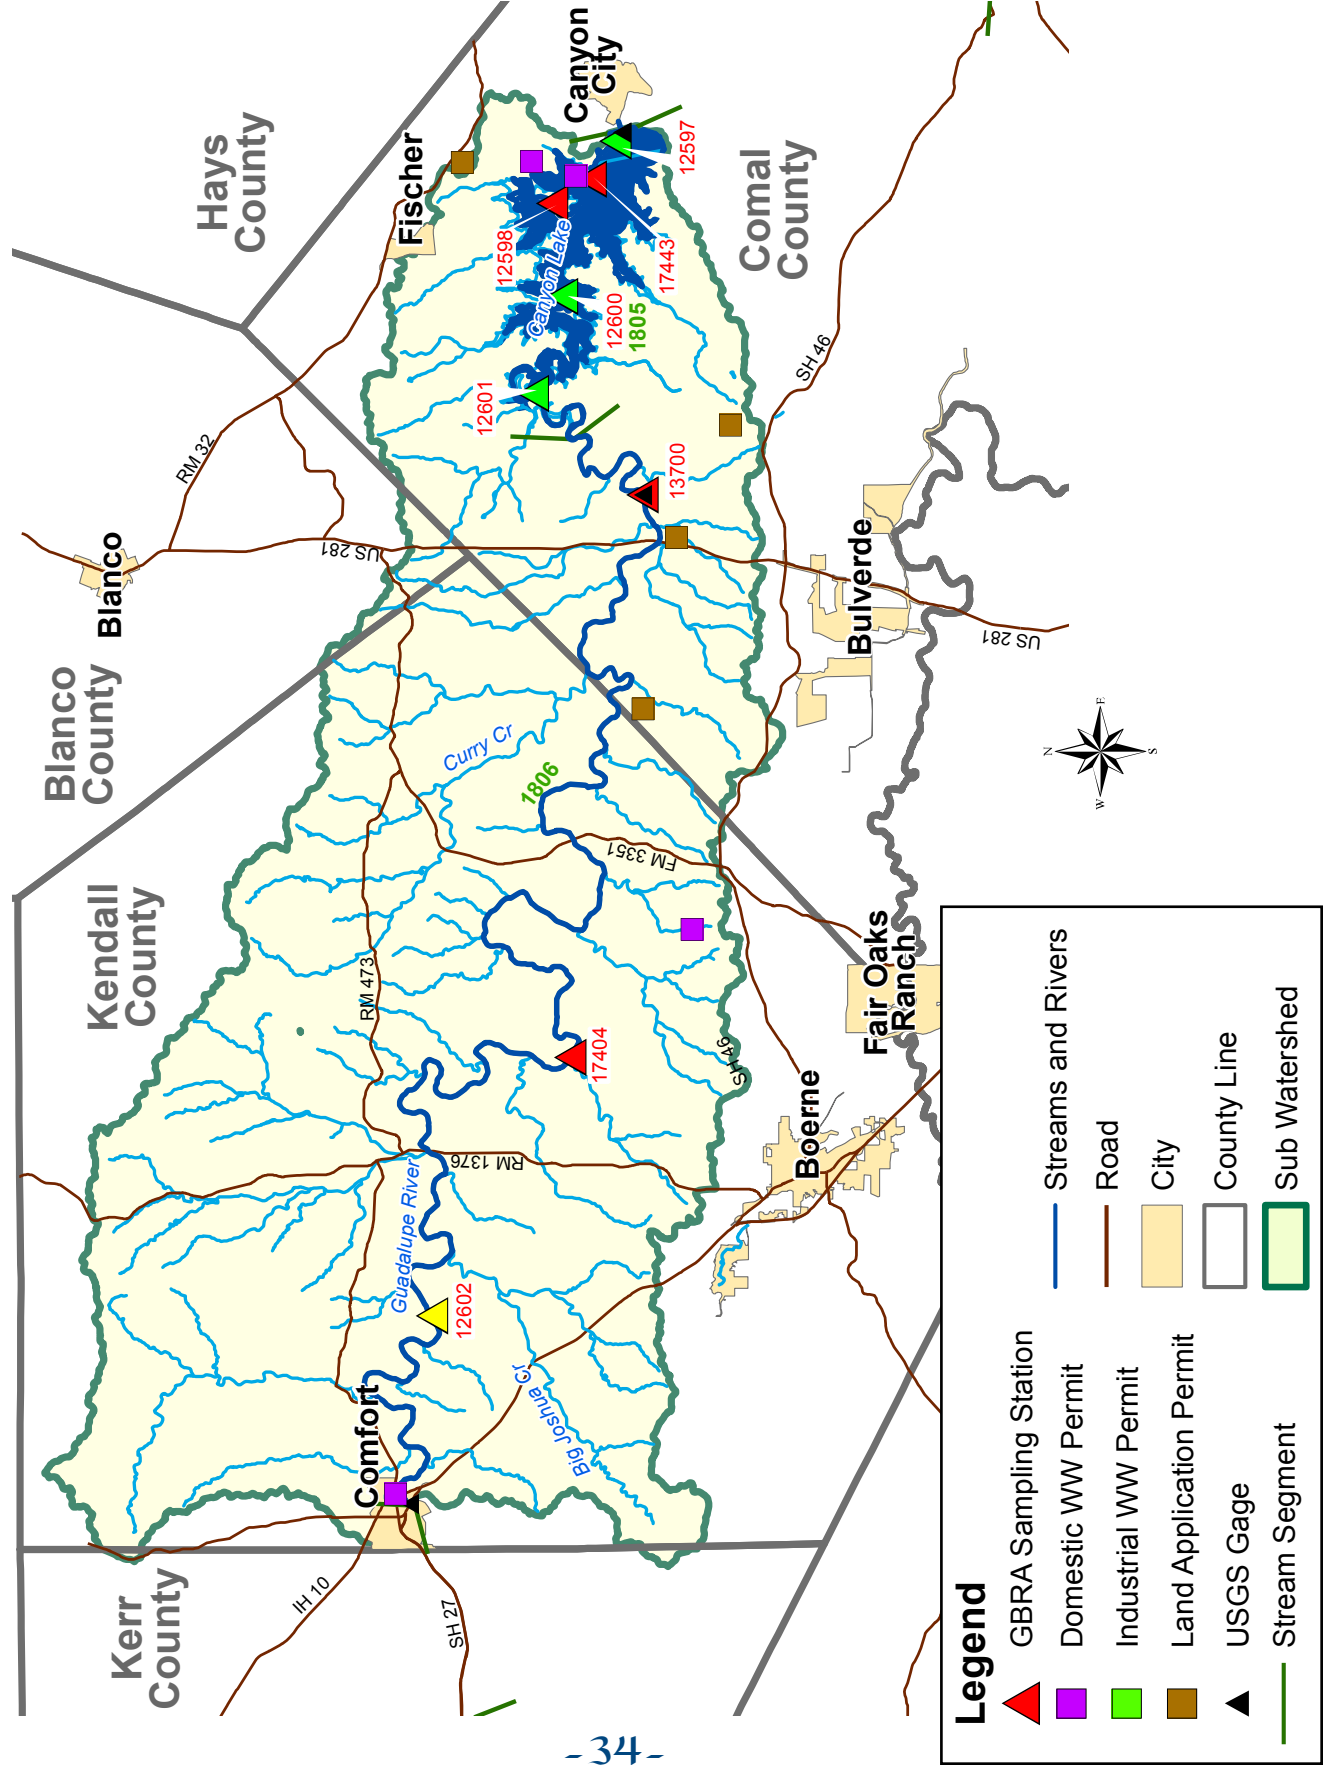 Hays
County
Canyon
City
Fischer
12597
Comal
County
12598
Canyon Lake
17443
12600
1805
12601
SH 46
RM 32
13700
Blanco
US 281
Bulverde
US 281
Blanco
County
Curry Cr
1806
FM 3351
Kendall
County
RM 473
Fair Oaks
Ranch
17404
SH 46
Boerne
RM 1376
Guadalupe River
12602
Big Joshua Cr
Comfort
Kerr
County
IH 10
SH 27
N
E
S
W
Legend
GBRA Sampling Station
Domestic WW Permit
Industrial WW Permit
Land Application Permit
USGS Gage
Stream Segment
Streams and Rivers
Road
City
County Line
Sub Watershed
-34-